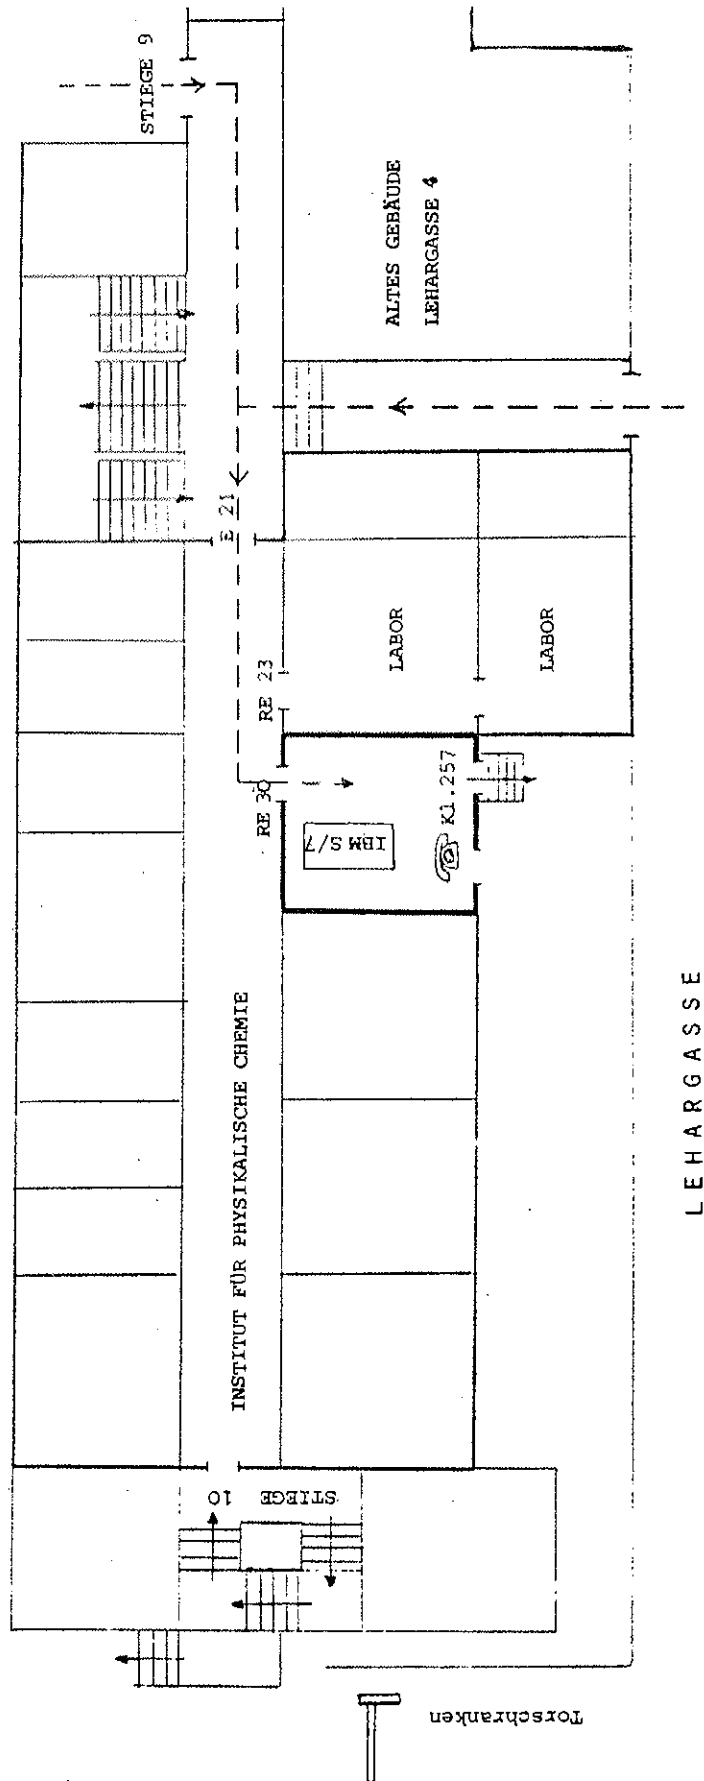 STIEGE 9
ALTES GEBÄUDE
LEHARGASSE 4
E 21
RE 23
LABOR
LABOR
RE 30
IBM S/7
Kl.257
INSTITUT FÜR PHYSIKALISCHE CHEMIE
LEHARGASSE
STIEGE 10
Torschranken